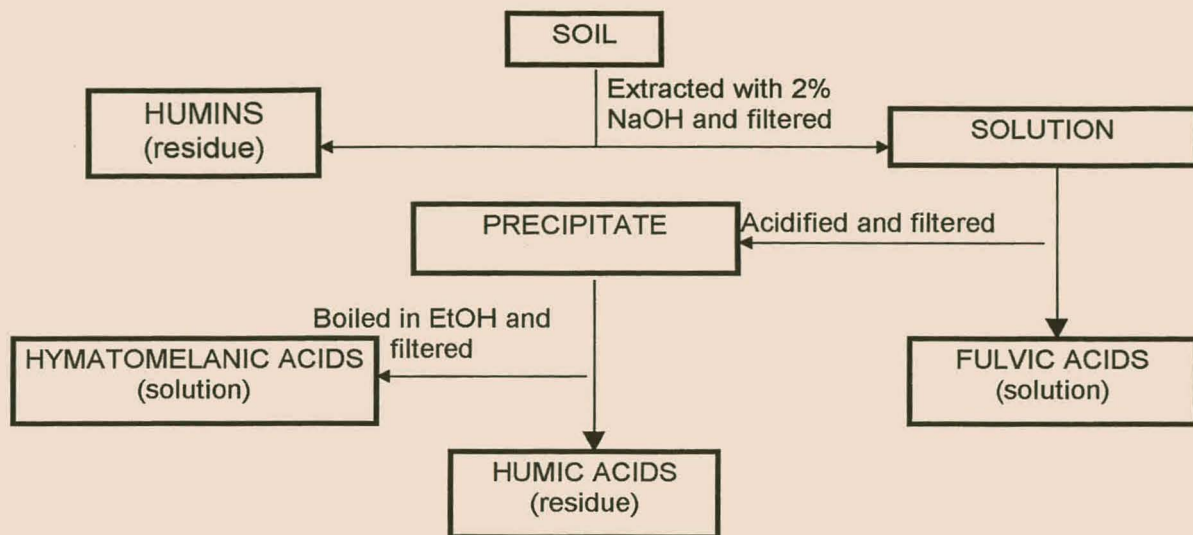 SOIL
Extracted with 2%
NaOH and filtered
HUMINS
(residue)
SOLUTION
PRECIPITATE
Acidified and filtered
Boiled in EtOH and
filtered
HYMATOMELANIC ACIDS
(solution)
FULVIC ACIDS
(solution)
HUMIC ACIDS
(residue)